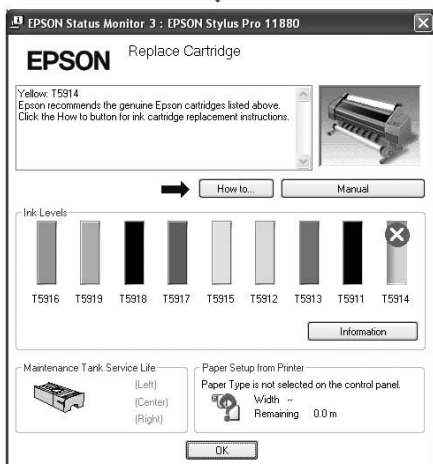 EPSON Status Monitor 3 : EPSON Stylus Pro 11880
EPSON Replace Cartridge
Yellow: T5914
Epson recommends the genuine Epson cartridges listed above.
Click the How to button for ink cartridge replacement instructions.
How to... Manual
Ink Levels
T5916 T5919 T5918 T5917 T5915 T5912 T5913 T5911 T5914
Information
Maintenance Tank Service Life
(Left)
(Center)
(Right)
Paper Setup from Printer
Paper Type is not selected on the control panel.
Width --
Remaining 0.0 m
OK